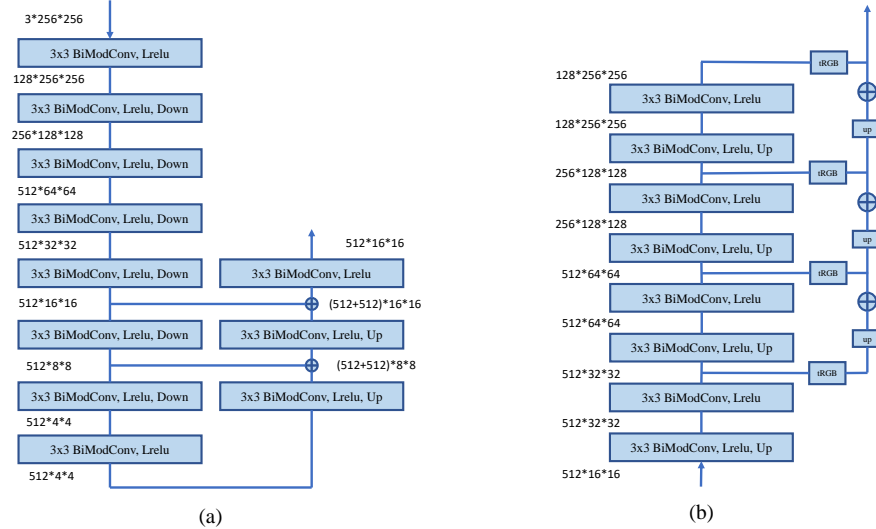 3*256*256
3x3 BiModConv, Lrelu
128*256*256
3x3 BiModConv, Lrelu, Down
256*128*128
3x3 BiModConv, Lrelu, Down
512*64*64
3x3 BiModConv, Lrelu, Down
512*32*32
3x3 BiModConv, Lrelu, Down
512*16*16
3x3 BiModConv, Lrelu, Down
512*8*8
3x3 BiModConv, Lrelu, Down
512*4*4
3x3 BiModConv, Lrelu
512*4*4
512*16*16
3x3 BiModConv, Lrelu
(512+512)*16*16
3x3 BiModConv, Lrelu, Up
(512+512)*8*8
3x3 BiModConv, Lrelu, Up
(a)
tRGB
128*256*256
3x3 BiModConv, Lrelu
128*256*256
up
3x3 BiModConv, Lrelu, Up
256*128*128
tRGB
3x3 BiModConv, Lrelu
256*128*128
up
3x3 BiModConv, Lrelu, Up
512*64*64
tRGB
3x3 BiModConv, Lrelu
512*64*64
up
3x3 BiModConv, Lrelu, Up
512*32*32
tRGB
3x3 BiModConv, Lrelu
512*32*32
3x3 BiModConv, Lrelu, Up
512*16*16
(b)